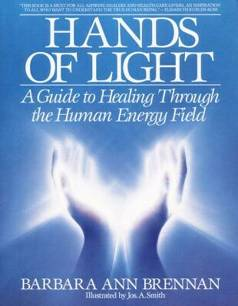 "THIS BOOK IS A MUST FOR ALL ASPIRING HEALERS AND HEALTH CARE GIVERS, AN INSPIRATION
TO ALL WHO WANT TO UNDERSTAND THE TRUE HUMAN BEING." — ELISABETH KUBLER-ROSS
HANDS
OF LIGHT
A Guide to Healing Through
the Human Energy Field
BARBARA ANN BRENNAN
Illustrated by Jos. A. Smith